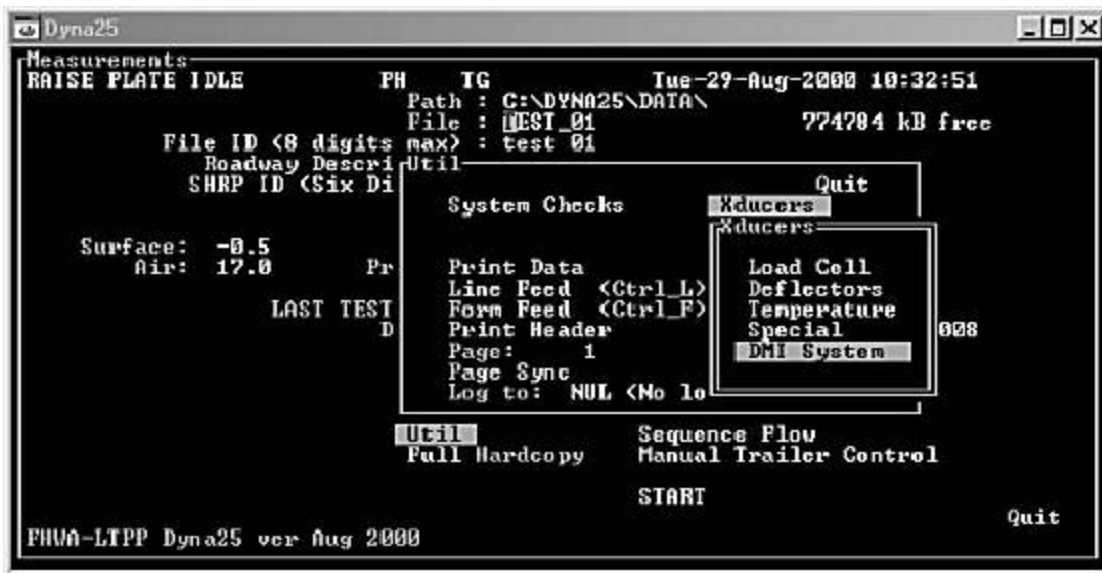 Dyna25
Measurements
RAISE PLATE IDLE PH TG Tue-29-Aug-2000 10:32:51
Path : C:\DYNA25\DATA\
File : TEST_01 774784 kB free
File ID (8 digits max) : test 01
Roadway Descri Util
SHRP ID (Six Di Quit
System Checks Xducers
Xducers
Surface: -0.5
Air: 17.0 Pr Print Data Load Cell
Line Feed (Ctrl_L) Deflectors
LAST TEST Form Feed (Ctrl_F) Temperature
D Print Header Special 008
Page: 1 DMI System
Page Sync
Log to: NUL (No lo
Util Sequence Flow
Full Hardcopy Manual Trailer Control
START
Quit
FHWA-LTPP Dyna25 ver Aug 2000